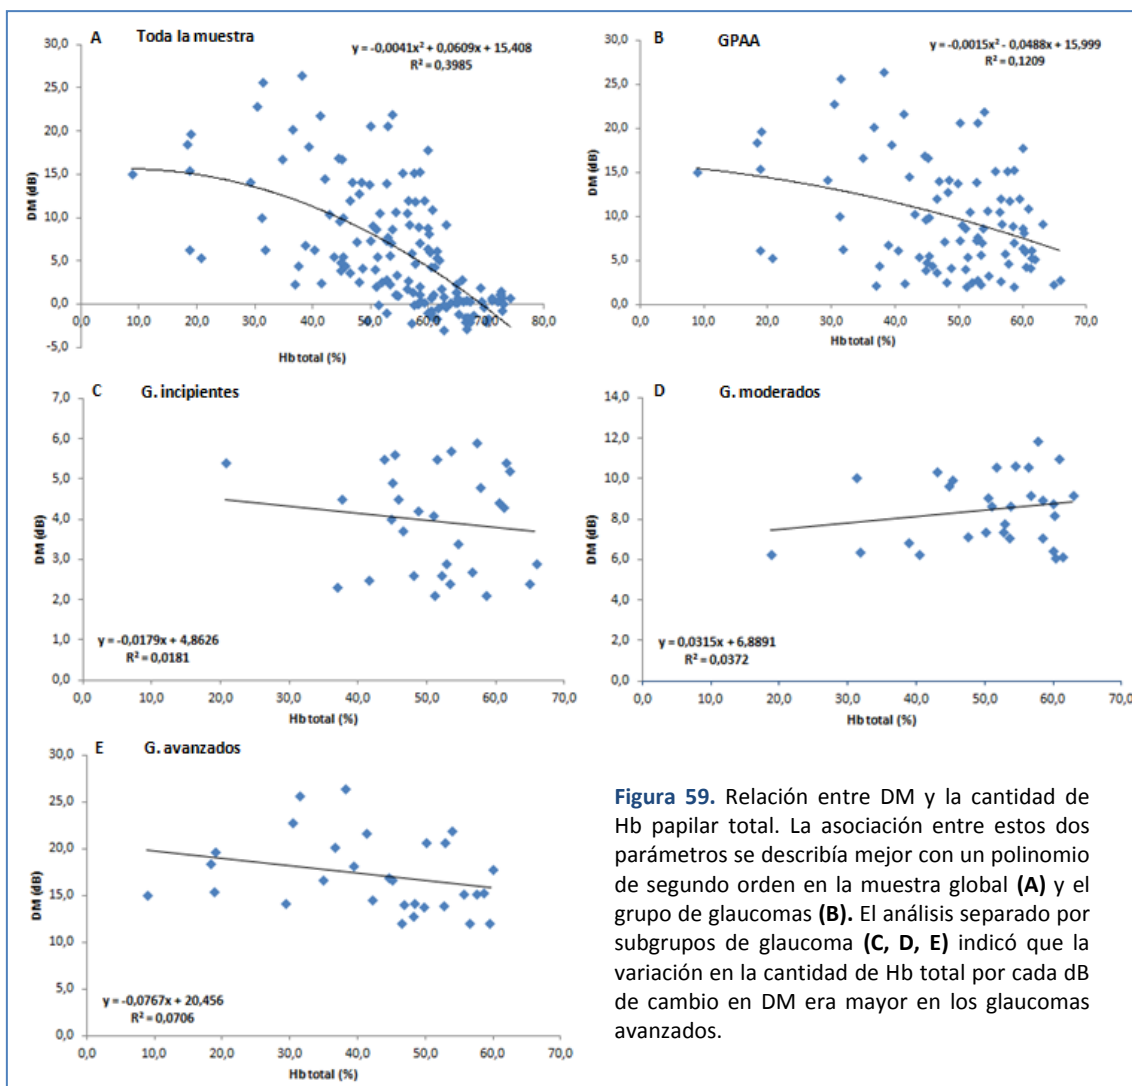 A Toda la muestra
y = -0,0041x² + 0,0609x + 15,408
R² = 0,3985
30,0
25,0
20,0
15,0
10,0
5,0
0,0
-5,0
DM (dB)
0,0 10,0 20,0 30,0 40,0 50,0 60,0 70,0 80,0
Hb total (%)
B GPAA
y = -0,0015x² - 0,0488x + 15,999
R² = 0,1209
30,0
25,0
20,0
15,0
10,0
5,0
0,0
DM (dB)
0,0 10,0 20,0 30,0 40,0 50,0 60,0 70,0
Hb total (%)
C G. incipientes
7,0
6,0
5,0
4,0
3,0
2,0
1,0
0,0
DM (dB)
y = -0,0179x + 4,8626
R² = 0,0181
0,0 10,0 20,0 30,0 40,0 50,0 60,0 70,0
Hb total (%)
D G. moderados
14,0
12,0
10,0
8,0
6,0
4,0
2,0
0,0
DM (dB)
y = 0,0315x + 6,8891
R² = 0,0372
0,0 10,0 20,0 30,0 40,0 50,0 60,0 70,0
Hb total (%)
E G. avanzados
30,0
25,0
20,0
15,0
10,0
5,0
0,0
DM (dB)
y = -0,0767x + 20,456
R² = 0,0706
0,0 10,0 20,0 30,0 40,0 50,0 60,0 70,0
Hb total (%)
Figura 59. Relación entre DM y la cantidad de
Hb papilar total. La asociación entre estos dos
parámetros se describía mejor con un polinomio
de segundo orden en la muestra global (A) y el
grupo de glaucomas (B). El análisis separado por
subgrupos de glaucoma (C, D, E) indicó que la
variación en la cantidad de Hb total por cada dB
de cambio en DM era mayor en los glaucomas
avanzados.